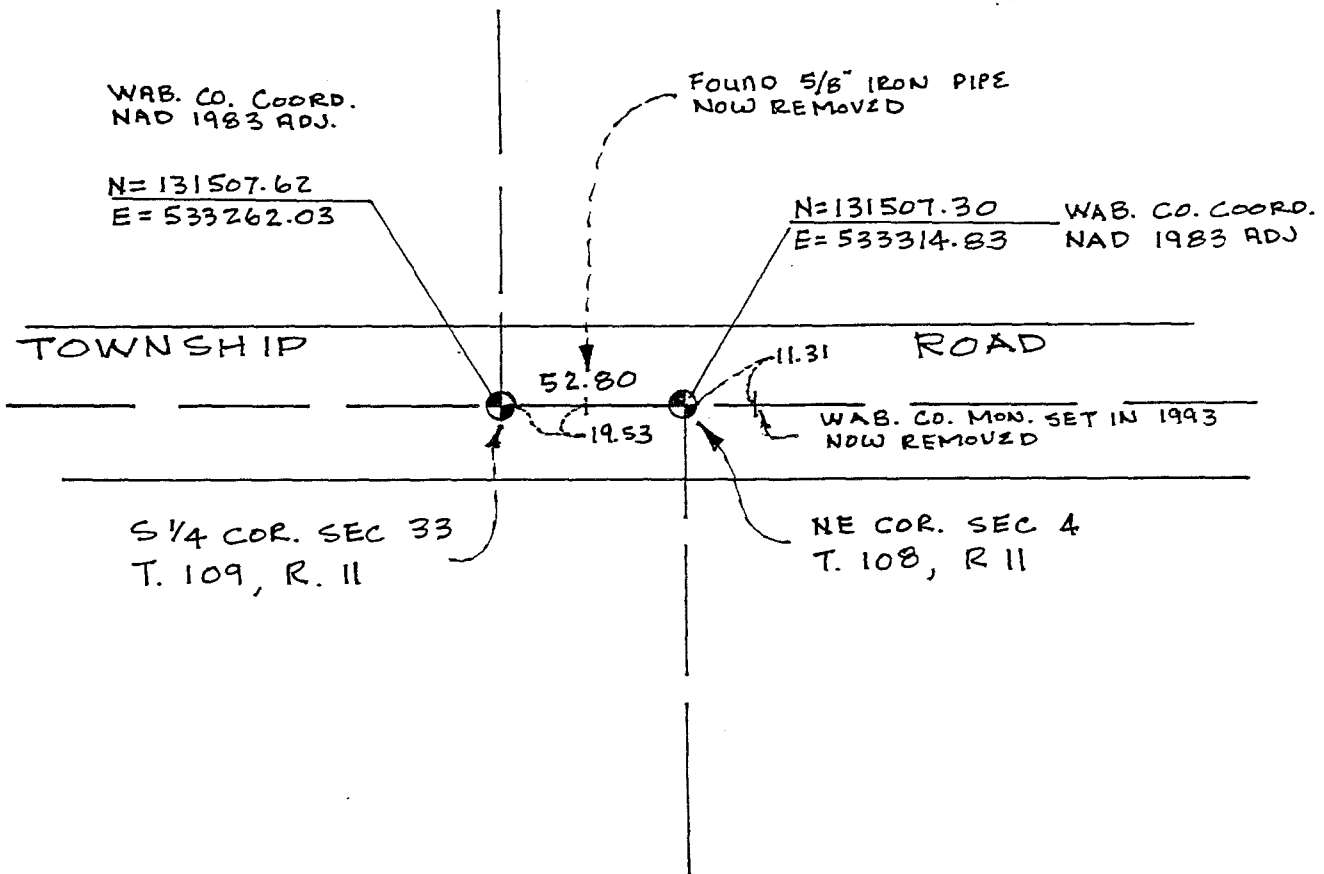 WAB. CO. COORD.
NAD 1983 ADJ.
N= 131507.62
E= 533262.03
FOUND 5/8" IRON PIPE
NOW REMOVED
N=131507.30
E= 533314.83
WAB. CO. COORD.
NAD 1983 ADJ
TOWNSHIP ROAD
52.80
11.31
19.53
WAB. CO. MON. SET IN 1993
NOW REMOVED
S 1/4 COR. SEC 33
T. 109, R. 11
NE COR. SEC 4
T. 108, R 11